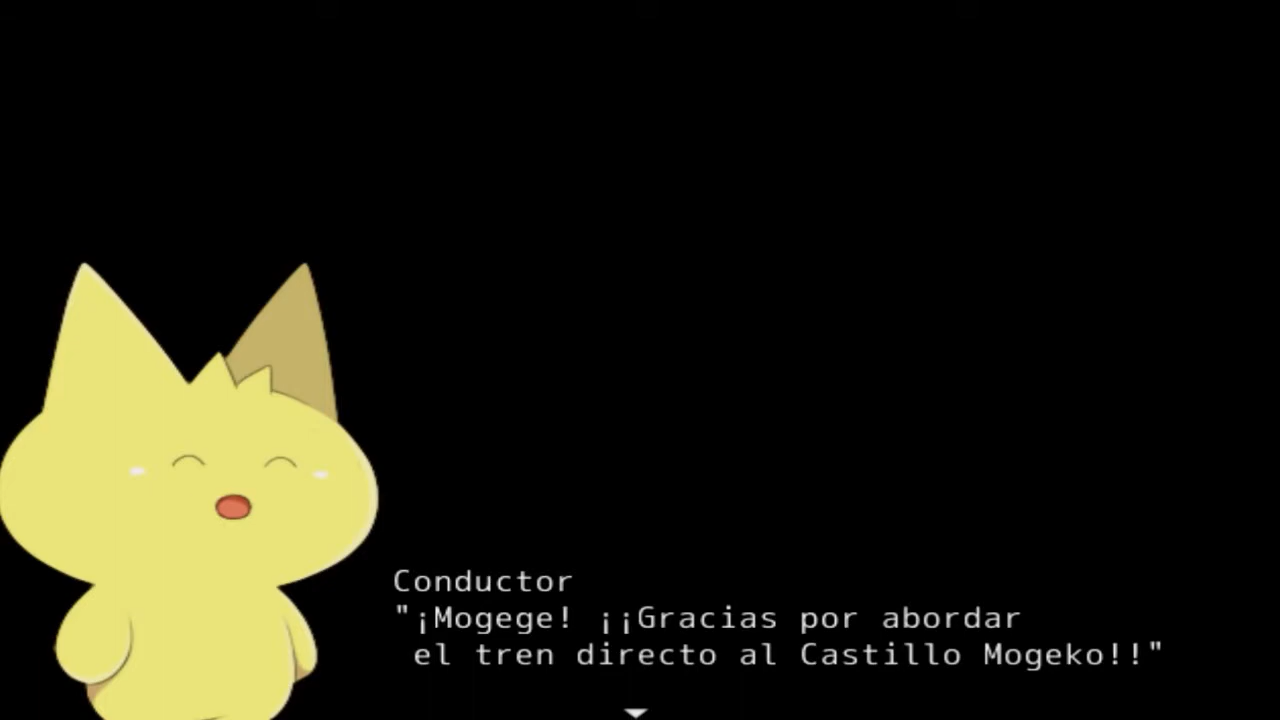 Conductor
"¡Mogege! ¡¡Gracias por abordar
el tren directo al Castillo Mogeko!!"